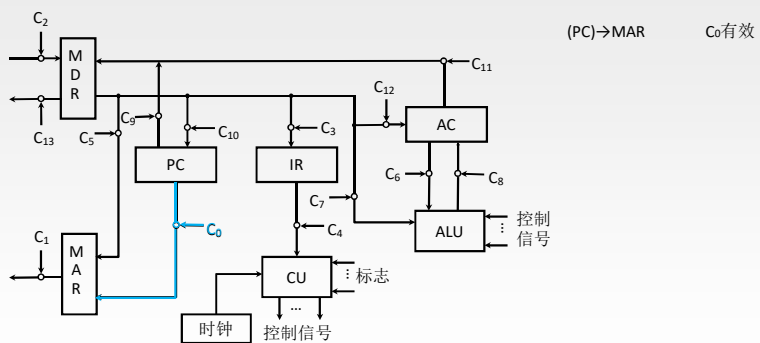 (PC)→MAR C₀有效
C₂
M
D
R
C₁₁
C₁₂
C₁₃
C₅
C₉
C₁₀
C₃
AC
PC
IR
C₆
C₈
C₇
C₀
C₄
ALU
控制
信号
...
C₁
M
A
R
CU
...
标志
时钟
...
控制信号